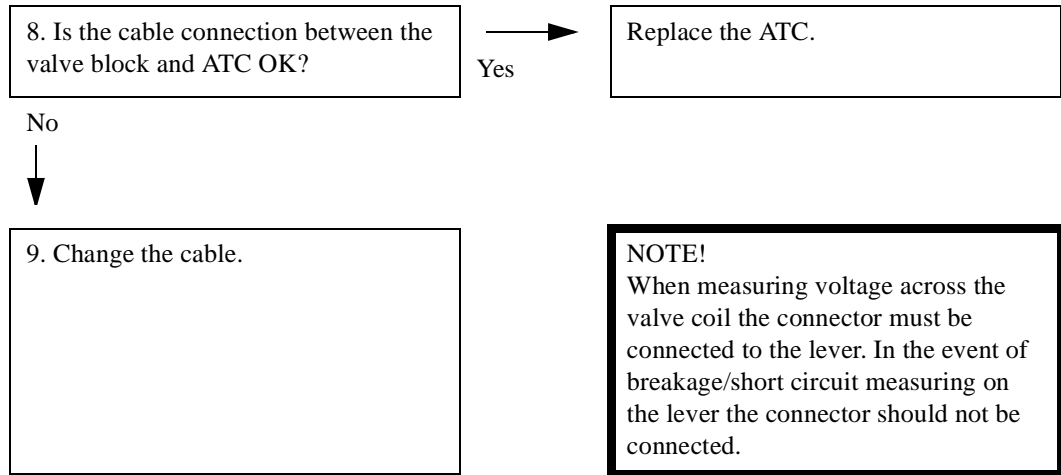 8. Is the cable connection between the
valve block and ATC OK?
Yes
Replace the ATC.
No
9. Change the cable.
NOTE!
When measuring voltage across the
valve coil the connector must be
connected to the lever. In the event of
breakage/short circuit measuring on
the lever the connector should not be
connected.